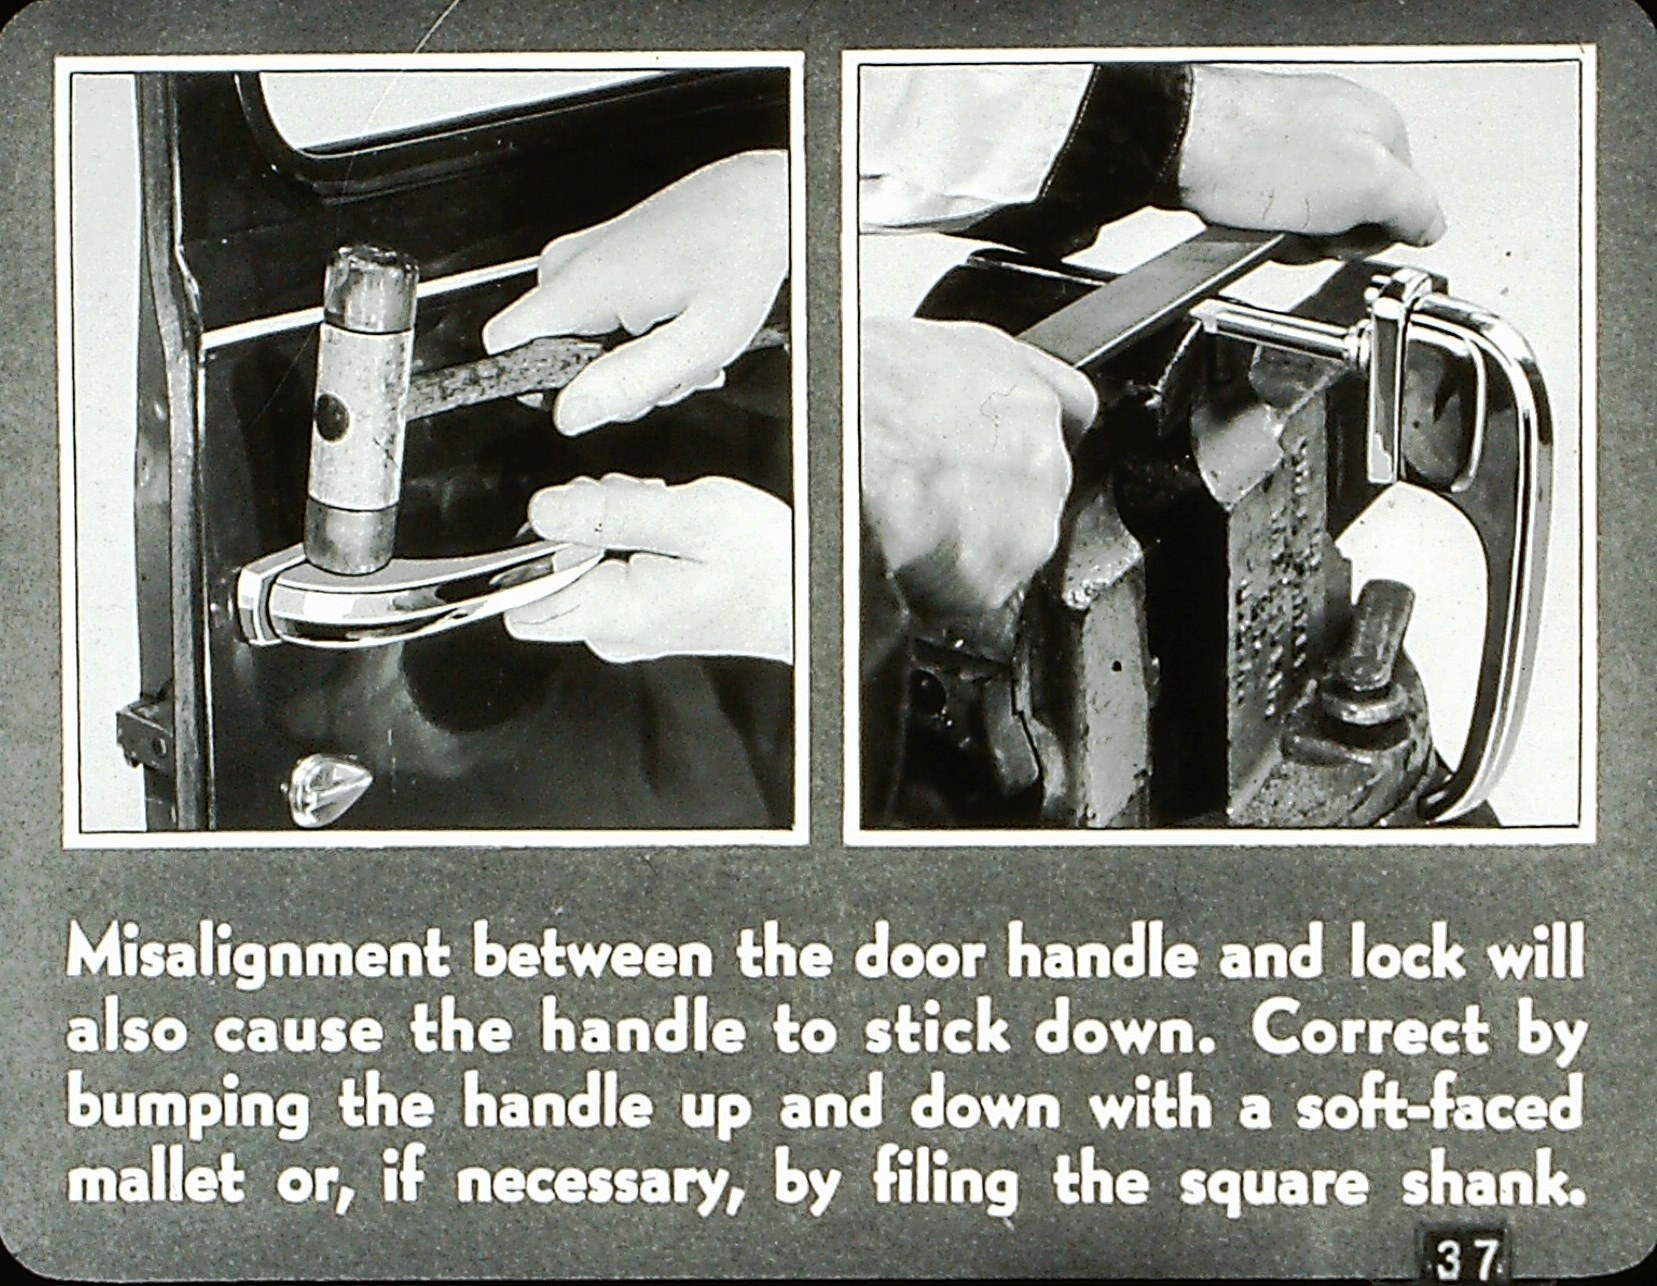 Misalignment between the door handle and lock will
also cause the handle to stick down. Correct by
bumping the handle up and down with a soft-faced
mallet or, if necessary, by filing the square shank.
37